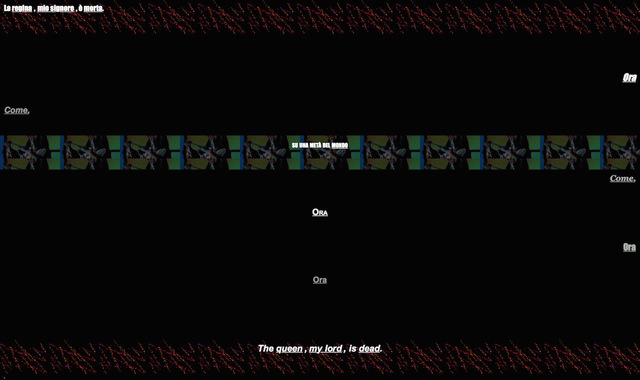 La regina , mio signore , è morta.
Ora
Come,
SU UNA METÀ DEL MONDO
Come,
Ora
Ora
Ora
The queen , my lord , is dead.